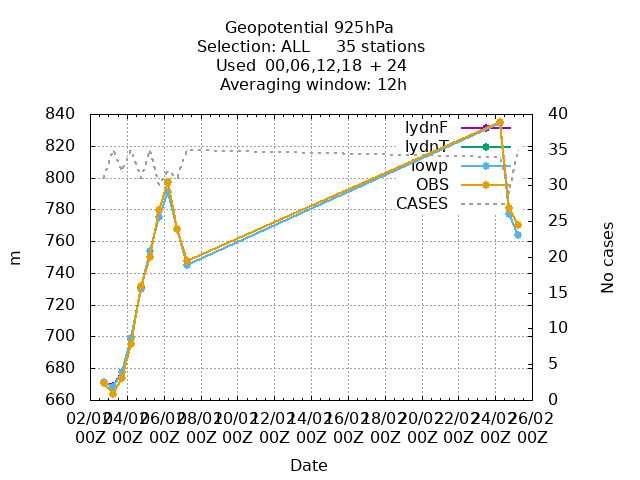 Geopotential 925hPa
Selection: ALL 35 stations
Used 00,06,12,18 + 24
Averaging window: 12h
840
820
800
780
760
740
720
700
680
660
40
35
30
25
20
15
10
5
0
lydnF
lydnT
iowp
OBS
CASES
m
No cases
02/02 04/02 06/02 08/02 10/02 12/02 14/02 16/02 18/02 20/02 22/02 24/02 26/02
00Z 00Z 00Z 00Z 00Z 00Z 00Z 00Z 00Z 00Z 00Z 00Z 00Z
Date